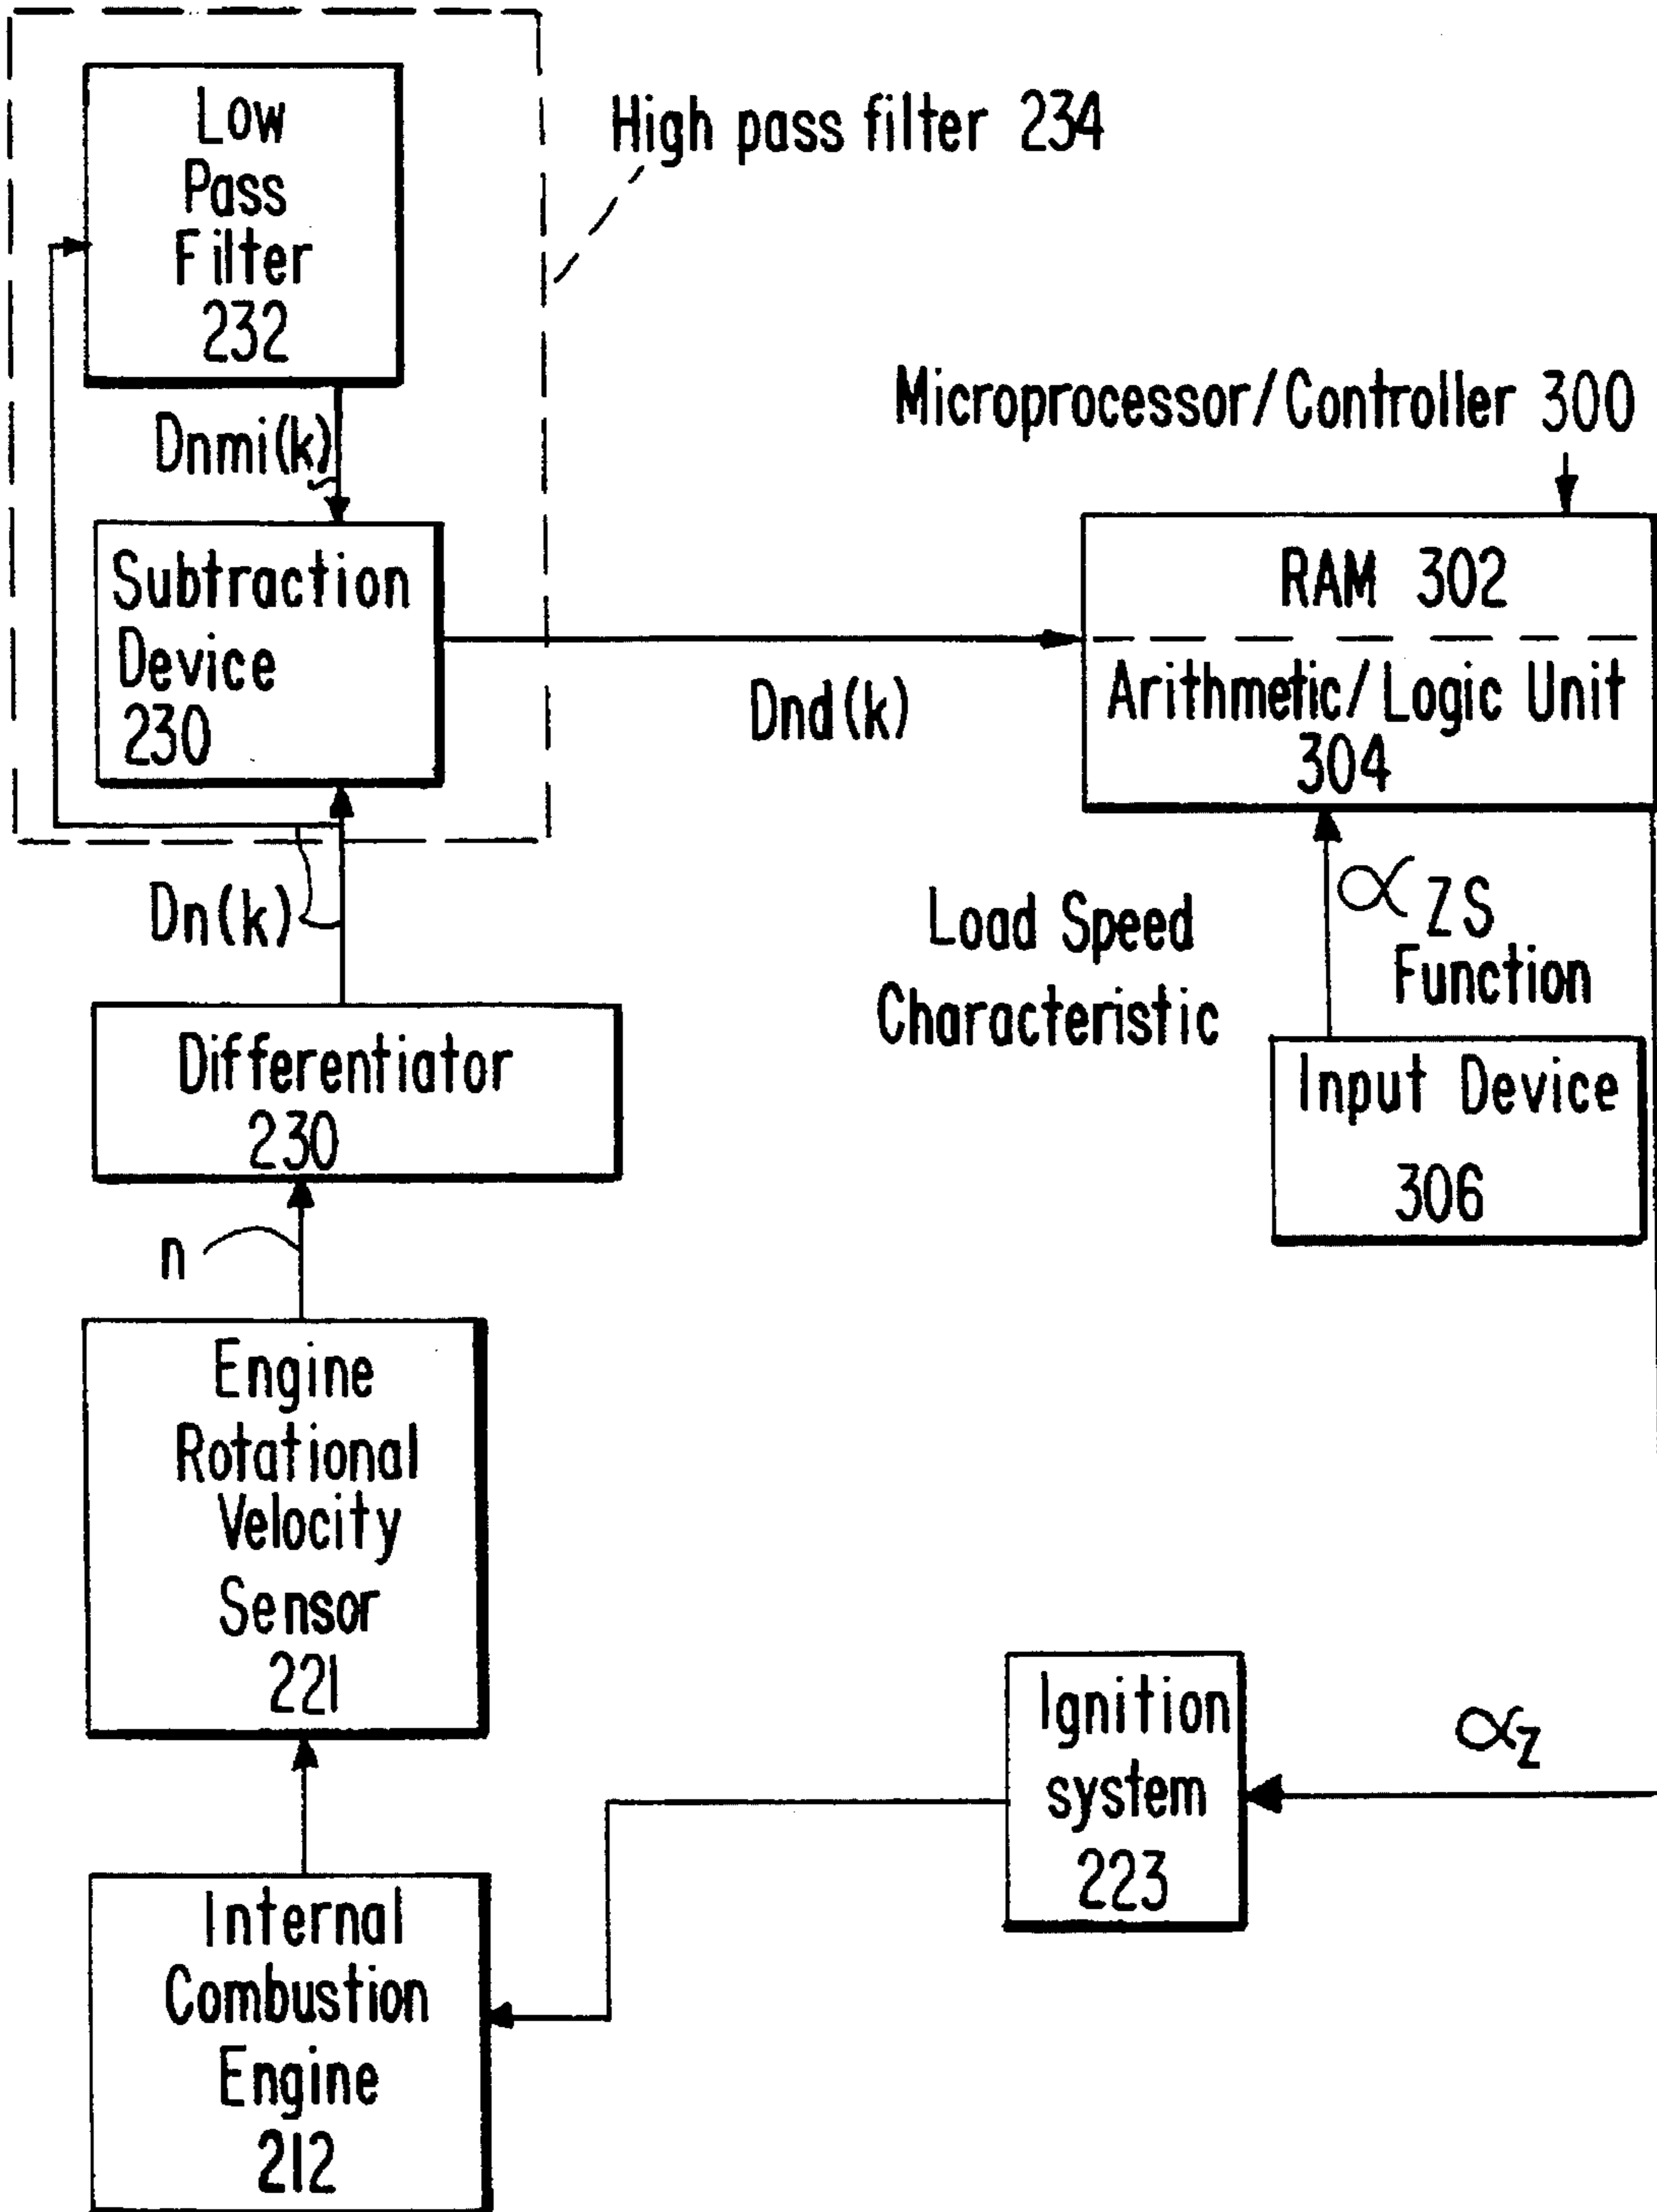 Low
Pass
Filter
232
High pass filter 234
Dnmi(k)
Microprocessor/Controller 300
Subtraction
Device
230
RAM 302
Arithmetic/Logic Unit
304
Dnd(k)
Dn(k)
Load Speed
Characteristic
∝ZS
Function
Differentiator
230
Input Device
306
n
Engine
Rotational
Velocity
Sensor
221
Ignition
system
223
∝Z
Internal
Combustion
Engine
212